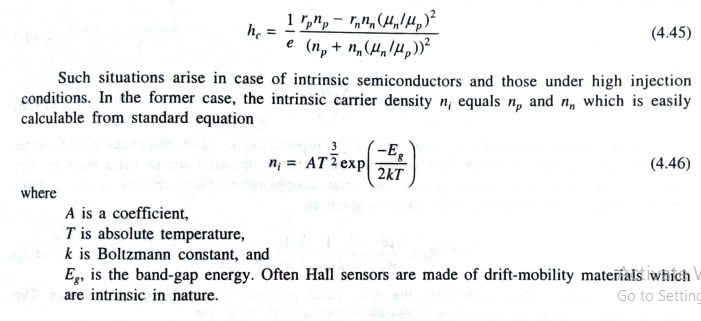 h_c = \frac{1}{e} \frac{r_p n_p - r_n n_n (\mu_n/\mu_p)^2}{(n_p + n_n (\mu_n/\mu_p))^2} (4.45)
Such situations arise in case of intrinsic semiconductors and those under high injection
conditions. In the former case, the intrinsic carrier density n_i equals n_p and n_n which is easily
calculable from standard equation
n_i = AT^{\frac{3}{2}} exp\left(\frac{-E_g}{2kT}\right) (4.46)
where
A is a coefficient,
T is absolute temperature,
k is Boltzmann constant, and
E_g, is the band-gap energy. Often Hall sensors are made of drift-mobility materials which
are intrinsic in nature.
Go to Setting